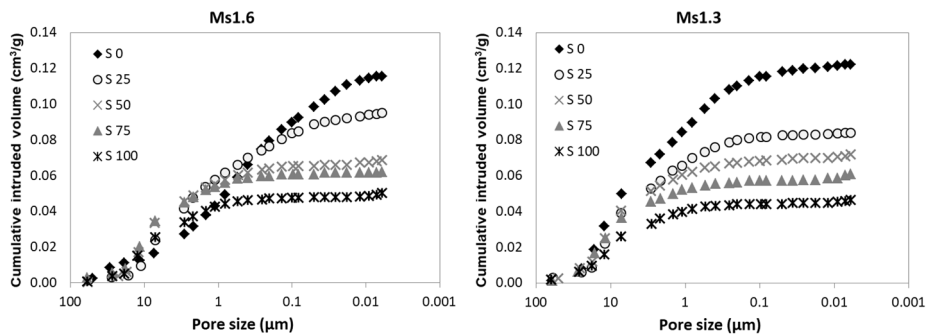 Ms1.6
Cumulative intruded volume (cm³/g)
0.14
0.12
0.10
0.08
0.06
0.04
0.02
0.00
S 0
S 25
S 50
S 75
S 100
100
10
1
0.1
0.01
0.001
Pore size (µm)
Ms1.3
Cumulative intruded volume (cm³/g)
0.14
0.12
0.10
0.08
0.06
0.04
0.02
0.00
S 0
S 25
S 50
S 75
S 100
100
10
1
0.1
0.01
0.001
Pore size (µm)